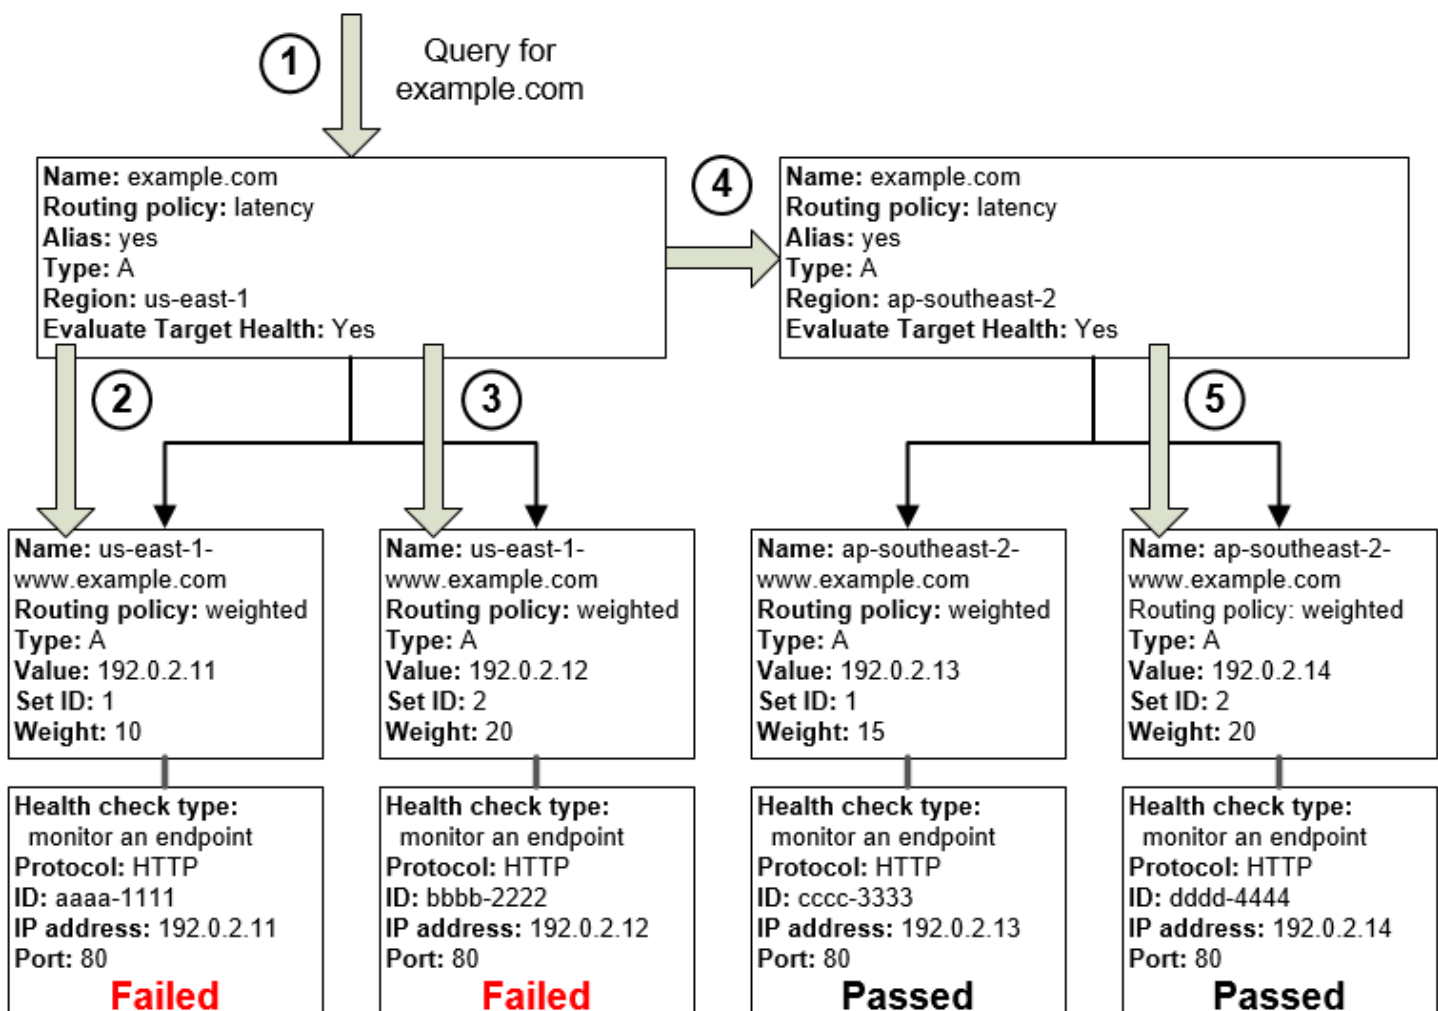 1
Query for
example.com
Name: example.com
Routing policy: latency
Alias: yes
Type: A
Region: us-east-1
Evaluate Target Health: Yes
4
Name: example.com
Routing policy: latency
Alias: yes
Type: A
Region: ap-southeast-2
Evaluate Target Health: Yes
2
3
5
Name: us-east-1-
www.example.com
Routing policy: weighted
Type: A
Value: 192.0.2.11
Set ID: 1
Weight: 10
Name: us-east-1-
www.example.com
Routing policy: weighted
Type: A
Value: 192.0.2.12
Set ID: 2
Weight: 20
Name: ap-southeast-2-
www.example.com
Routing policy: weighted
Type: A
Value: 192.0.2.13
Set ID: 1
Weight: 15
Name: ap-southeast-2-
www.example.com
Routing policy: weighted
Type: A
Value: 192.0.2.14
Set ID: 2
Weight: 20
Health check type:
monitor an endpoint
Protocol: HTTP
ID: aaaa-1111
IP address: 192.0.2.11
Port: 80
Failed
Health check type:
monitor an endpoint
Protocol: HTTP
ID: bbbb-2222
IP address: 192.0.2.12
Port: 80
Failed
Health check type:
monitor an endpoint
Protocol: HTTP
ID: cccc-3333
IP address: 192.0.2.13
Port: 80
Passed
Health check type:
monitor an endpoint
Protocol: HTTP
ID: dddd-4444
IP address: 192.0.2.14
Port: 80
Passed